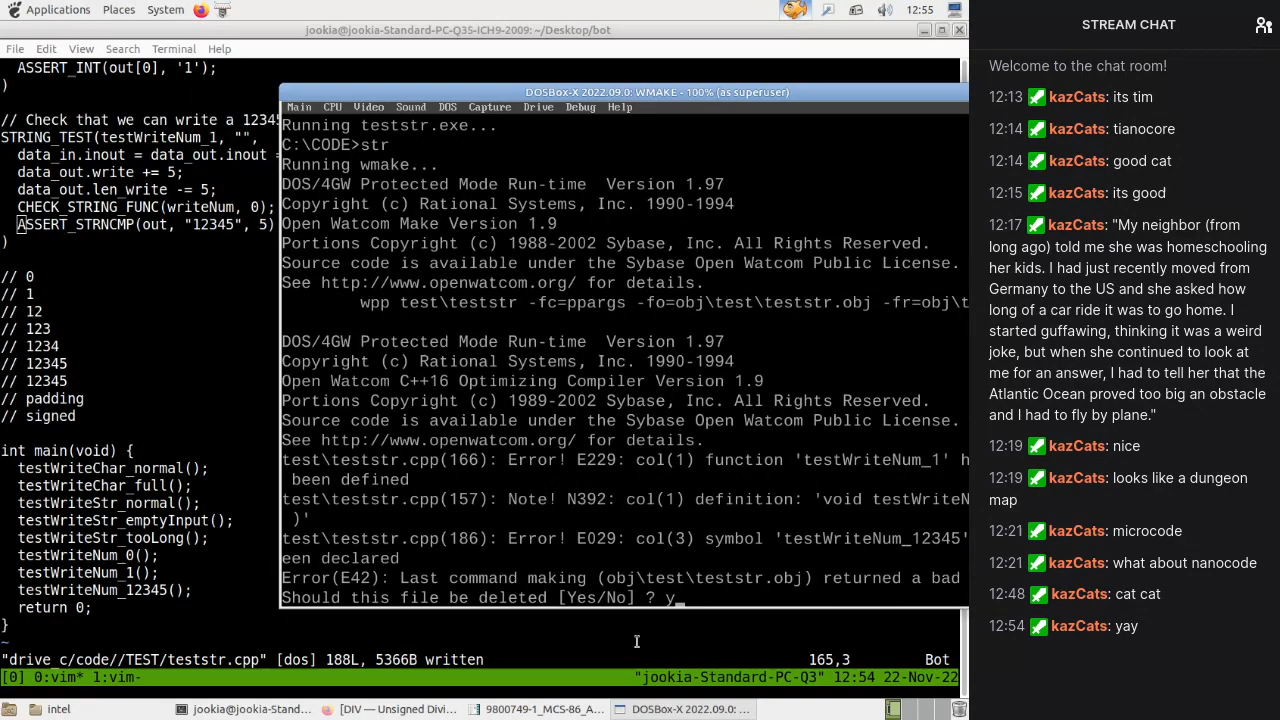 Applications Places System 12:55
jookia@jookia-Standard-PC-Q35-ICH9-2009: ~/Desktop/bot
File Edit View Search Terminal Help
ASSERT_INT(out[0], '1');
)
// Check that we can write a 12345
STRING_TEST(testWriteNum_1, "",
data_in.inout = data_out.inout =
data_out.write += 5;
data_out.len_write -= 5;
CHECK_STRING_FUNC(writeNum, 0);
ASSERT_STRNCMP(out, "12345", 5)
)
// 0
// 1
// 12
// 123
// 1234
// 12345
// 12345
// padding
// signed
int main(void) {
testWriteChar_normal();
testWriteChar_full();
testWriteStr_normal();
testWriteStr_emptyInput();
testWriteStr_tooLong();
testWriteNum_0();
testWriteNum_1();
testWriteNum_12345();
return 0;
}
~
"drive_c/code//TEST/teststr.cpp" [dos] 188L, 5366B written 165,3 Bot
[0] 0:vim* 1:vim- "jookia-Standard-PC-Q3" 12:54 22-Nov-22
DOSBox-X 2022.09.0: WMAKE - 100% (as superuser)
Main CPU Video Sound DOS Capture Drive Debug Help
Running teststr.exe...
C:\CODE>str
Running wmake...
DOS/4GW Protected Mode Run-time Version 1.97
Copyright (c) Rational Systems, Inc. 1990-1994
Open Watcom Make Version 1.9
Portions Copyright (c) 1988-2002 Sybase, Inc. All Rights Reserved.
Source code is available under the Sybase Open Watcom Public License.
See http://www.openwatcom.org/ for details.
wpp test\teststr -fc=ppargs -fo=obj\test\teststr.obj -fr=obj\t
DOS/4GW Protected Mode Run-time Version 1.97
Copyright (c) Rational Systems, Inc. 1990-1994
Open Watcom C++16 Optimizing Compiler Version 1.9
Portions Copyright (c) 1989-2002 Sybase, Inc. All Rights Reserved.
Source code is available under the Sybase Open Watcom Public License.
See http://www.openwatcom.org/ for details.
test\teststr.cpp(166): Error! E229: col(1) function 'testWriteNum_1' h
been defined
test\teststr.cpp(157): Note! N392: col(1) definition: 'void testWriteN
)'
test\teststr.cpp(186): Error! E029: col(3) symbol 'testWriteNum_12345'
een declared
Error(E42): Last command making (obj\test\teststr.obj) returned a bad
Should this file be deleted [Yes/No] ? y_
intel jookia@jookia-Stand... [DIV — Unsigned Divi... 9800749-1_MCS-86_A... DOSBox-X 2022.09.0: ...
STREAM CHAT
Welcome to the chat room!
12:13 kazCats: its tim
12:14 kazCats: tianocore
12:14 kazCats: good cat
12:15 kazCats: its good
12:17 kazCats: "My neighbor (from
long ago) told me she was homeschooling
her kids. I had just recently moved from
Germany to the US and she asked how
long of a car ride it was to go home. I
started guffawing, thinking it was a weird
joke, but when she continued to look at
me for an answer, I had to tell her that the
Atlantic Ocean proved too big an obstacle
and I had to fly by plane."
12:19 kazCats: nice
12:19 kazCats: looks like a dungeon
map
12:21 kazCats: microcode
12:21 kazCats: what about nanocode
12:48 kazCats: cat cat
12:54 kazCats: yay